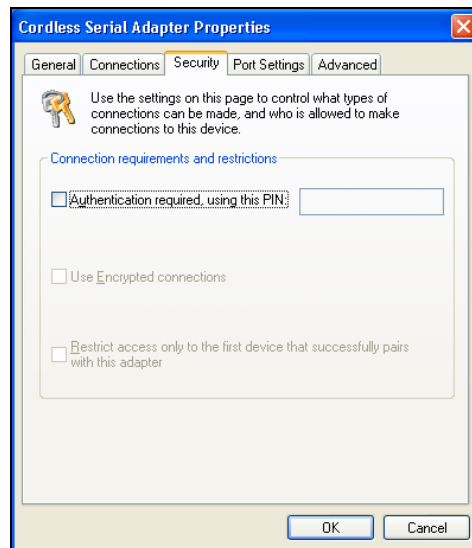 Cordless Serial Adapter Properties
General Connections Security Port Settings Advanced
Use the settings on this page to control what types of
connections can be made, and who is allowed to make
connections to this device.
Connection requirements and restrictions
Authentication required, using this PIN:
Use Encrypted connections
Restrict access only to the first device that successfully pairs
with this adapter
OK Cancel